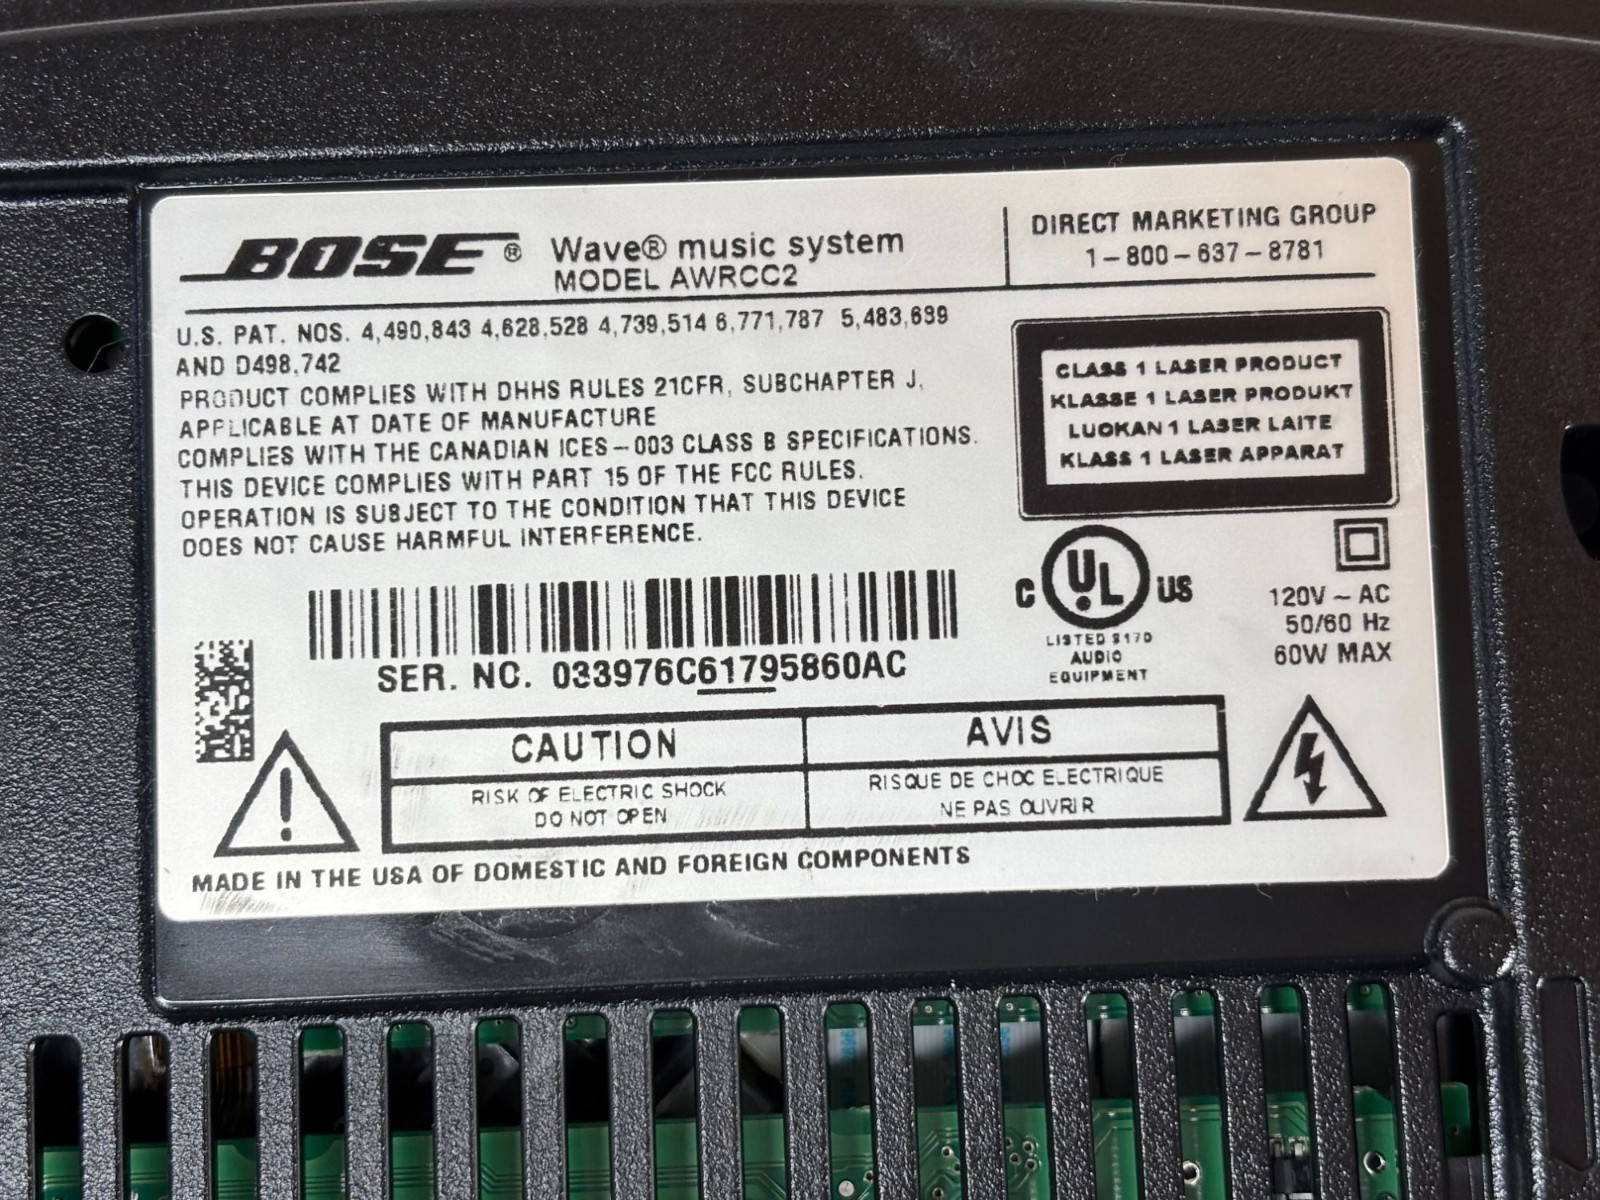 BOSE® Wave® music system
MODEL AWRCC2
DIRECT MARKETING GROUP
1-800-637-8781
U.S. PAT. NOS. 4,490,843 4,628,528 4,739,514 6,771,787 5,483,639
AND D498,742
PRODUCT COMPLIES WITH DHHS RULES 21CFR, SUBCHAPTER J,
APPLICABLE AT DATE OF MANUFACTURE
COMPLIES WITH THE CANADIAN ICES-003 CLASS B SPECIFICATIONS.
THIS DEVICE COMPLIES WITH PART 15 OF THE FCC RULES.
OPERATION IS SUBJECT TO THE CONDITION THAT THIS DEVICE
DOES NOT CAUSE HARMFUL INTERFERENCE.
CLASS 1 LASER PRODUCT
KLASSE 1 LASER PRODUKT
LUOKAN 1 LASER LAITE
KLASS 1 LASER APPARAT
C UL US
LISTED 917D
AUDIO
EQUIPMENT
120V ~ AC
50/60 Hz
60W MAX
SER. NO. 033976C61795860AC
CAUTION
RISK OF ELECTRIC SHOCK
DO NOT OPEN
AVIS
RISQUE DE CHOC ELECTRIQUE
NE PAS OUVRIR
MADE IN THE USA OF DOMESTIC AND FOREIGN COMPONENTS